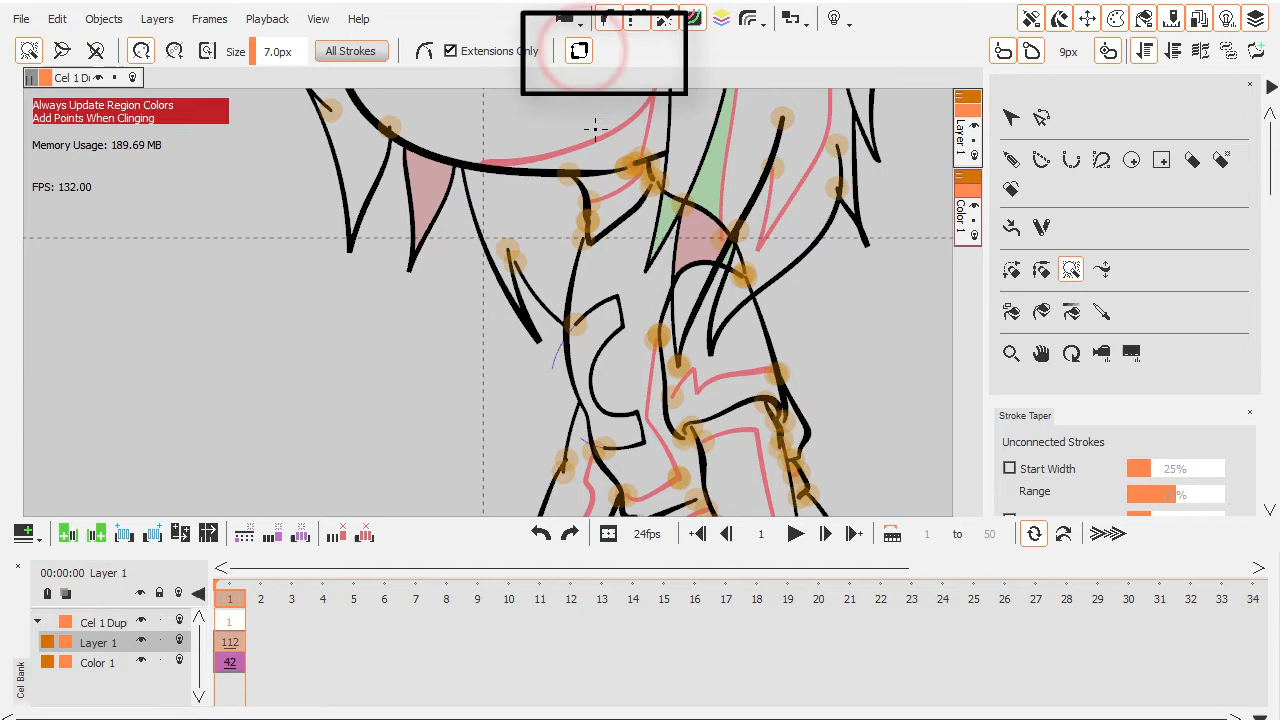 File Edit Objects Layers Frames Playback View Help
Size 7.0px All Strokes Extensions Only 9px
Cel 1 Du
Always Update Region Colors
Add Points When Clinging
Memory Usage: 189.69 MB
FPS: 132.00
Layer 1
Color 1
Stroke Taper
Unconnected Strokes
Start Width 25%
Range
24fps 1 1 to 50
00:00:00 Layer 1
1 2 3 4 5 6 7 8 9 10 11 12 13 14 15 16 17 18 19 20 21 22 23 24 25 26 27 28 29 30 31 32 33 34
Cel 1 Dup 1
Layer 1 112
Color 1 42
Cel Bank